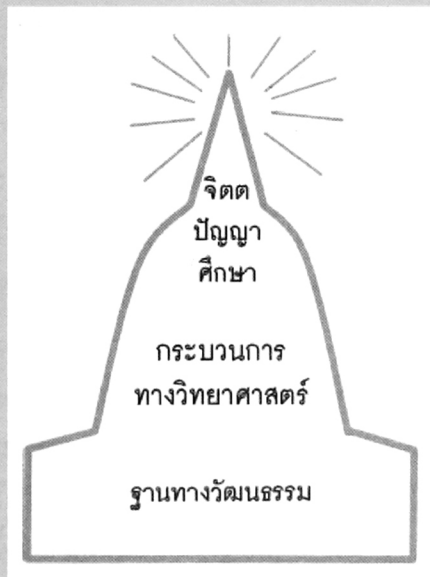 จิตต
ปัญญา
ศึกษา
กระบวนการ
ทางวิทยาศาสตร์
ฐานทางวัฒนธรรม